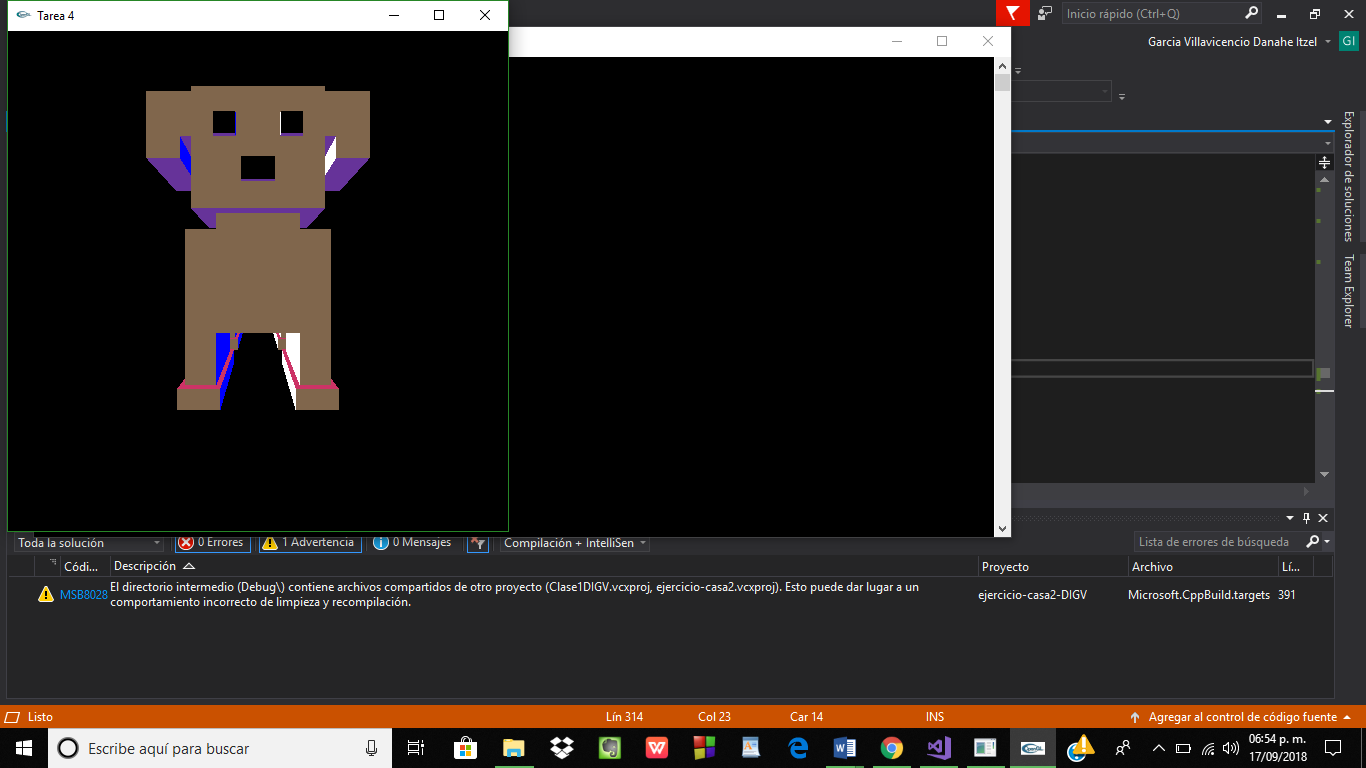 Tarea 4
Inicio rápido (Ctrl+Q)
Garcia Villavicencio Danahe Itzel
GI
Explorador de soluciones
Team Explorer
Toda la solución
0 Errores
1 Advertencia
0 Mensajes
Compilación + IntelliSen
Lista de errores de búsqueda
Códi...
Descripción
Proyecto
Archivo
Lí...
MSB8028
El directorio intermedio (Debug\) contiene archivos compartidos de otro proyecto (Clase1DIGV.vcxproj, ejercicio-casa2.vcxproj). Esto puede dar lugar a un
comportamiento incorrecto de limpieza y recompilación.
ejercicio-casa2-DIGV
Microsoft.CppBuild.targets
391
Listo
Lín 314
Col 23
Car 14
INS
Agregar al control de código fuente
Escribe aquí para buscar
06:54 p. m.
17/09/2018